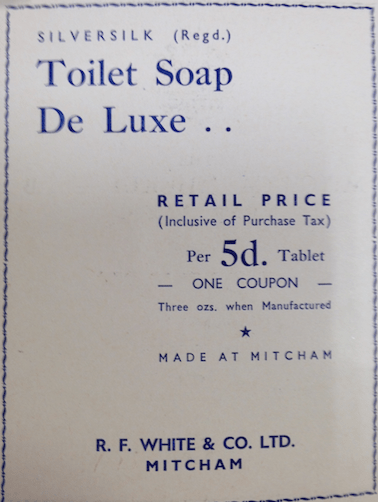 SILVERSILK (Regd.)
Toilet Soap
De Luxe . .
RETAIL PRICE
(Inclusive of Purchase Tax)
Per 5d. Tablet
— ONE COUPON —
Three ozs. when Manufactured
★
MADE AT MITCHAM
R. F. WHITE & CO. LTD.
MITCHAM